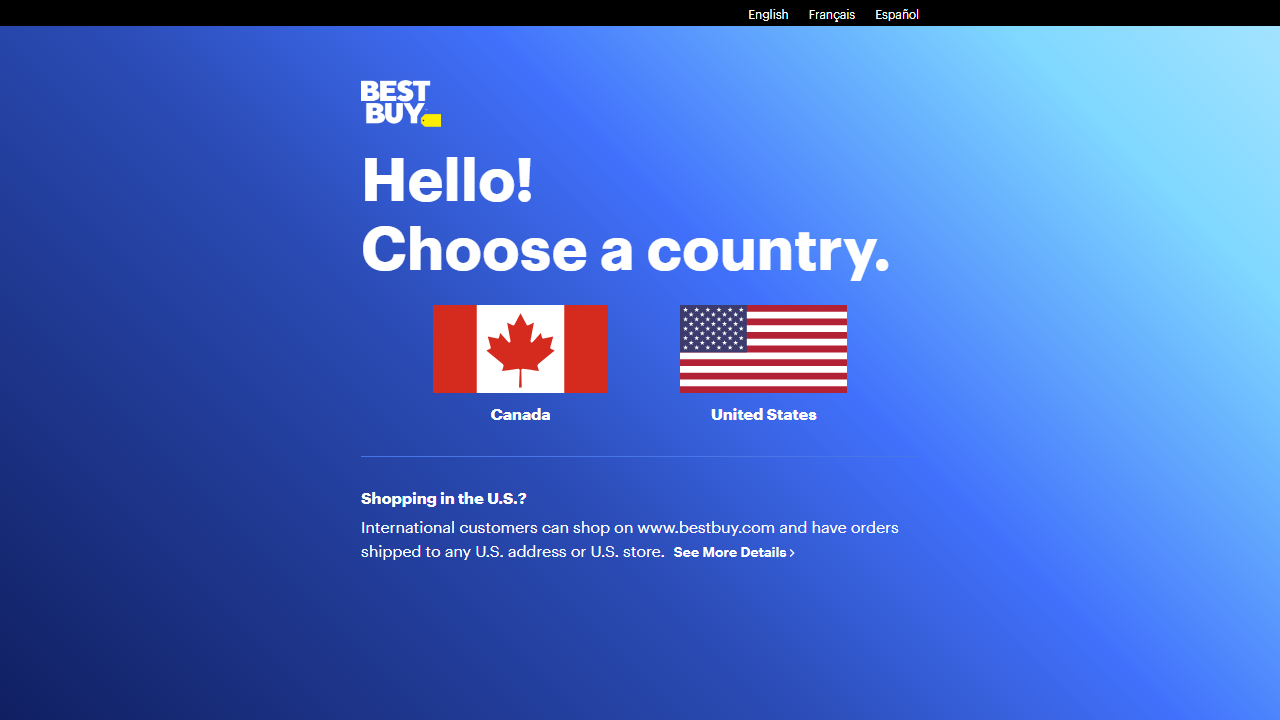 English Français Español
BEST
BUY
Hello!
Choose a country.
Canada United States
Shopping in the U.S.?
International customers can shop on www.bestbuy.com and have orders
shipped to any U.S. address or U.S. store. See More Details >